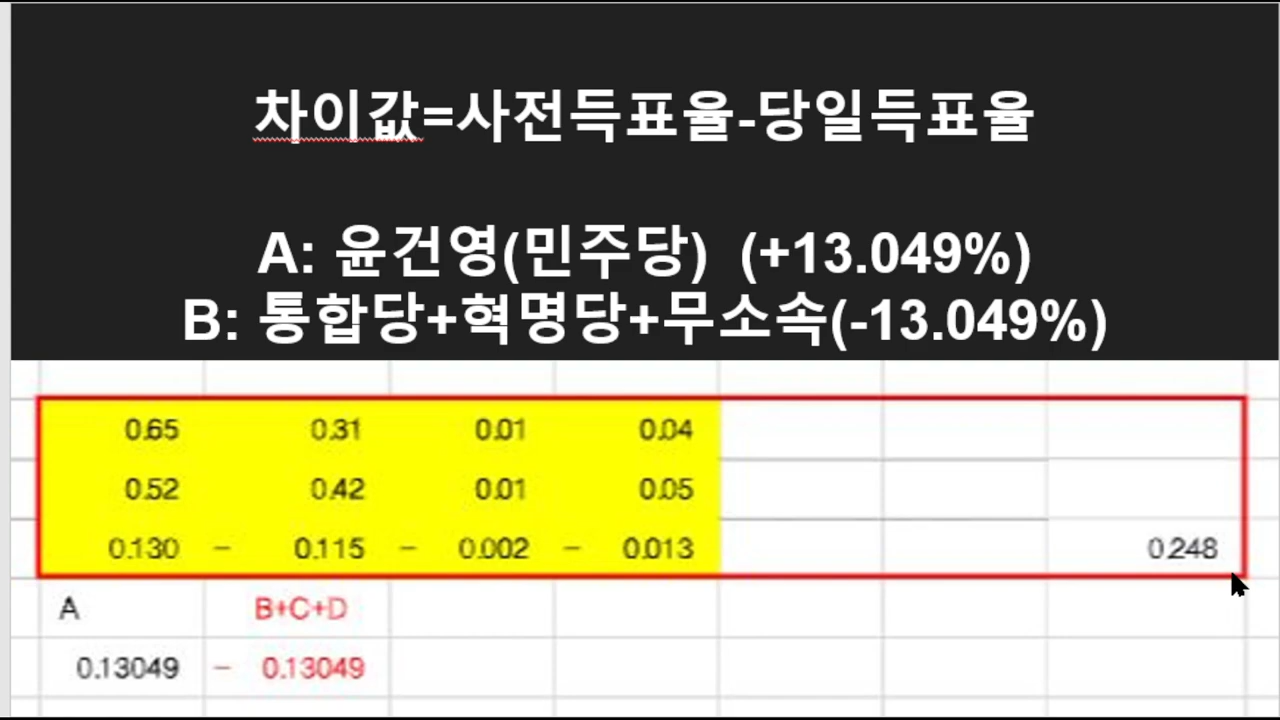 차이값=사전득표율-당일득표율
A: 윤건영(민주당) (+13.049%)
B: 통합당+혁명당+무소속(-13.049%)
0.65 0.31 0.01 0.04
0.52 0.42 0.01 0.05
0.130 - 0.115 - 0.002 - 0.013 0.248
A B+C+D
0.13049 - 0.13049